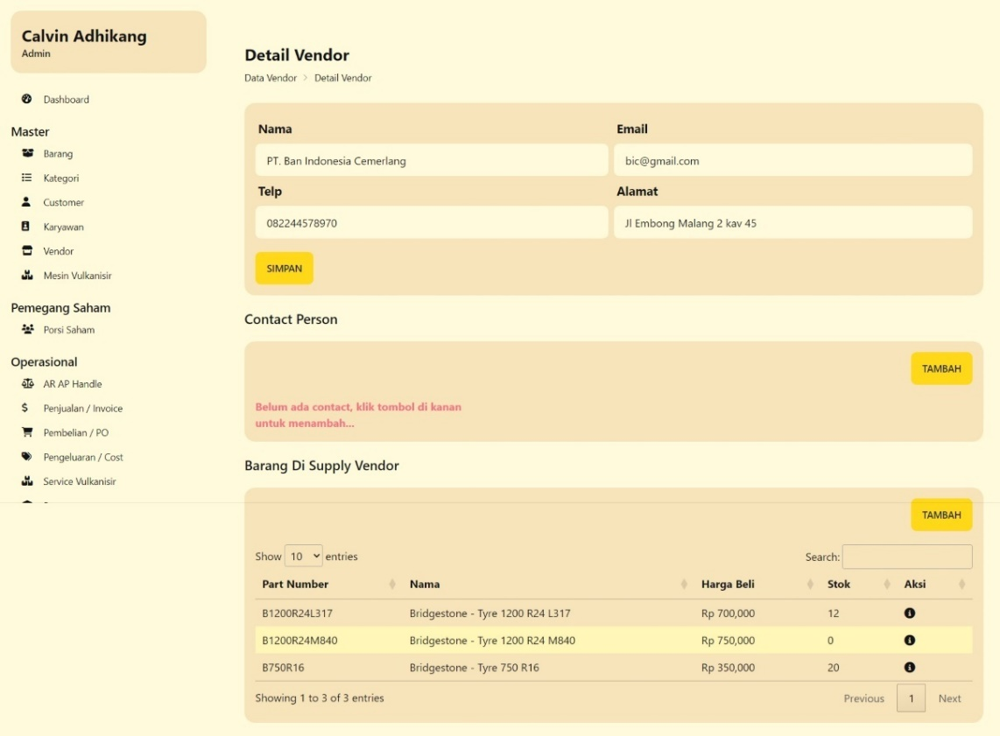 Calvin Adhikang
Admin
Dashboard
Master
Barang
Kategori
Customer
Karyawan
Vendor
Mesin Vulkanisir
Pemegang Saham
Porsi Saham
Operasional
AR AP Handle
Penjualan / Invoice
Pembelian / PO
Pengeluaran / Cost
Service Vulkanisir
Detail Vendor
Data Vendor > Detail Vendor
Nama Email
PT. Ban Indonesia Cemerlang bic@gmail.com
Telp Alamat
082244578970 Jl Embong Malang 2 kav 45
SIMPAN
Contact Person
TAMBAH
Belum ada contact, klik tombol di kanan
untuk menambah...
Barang Di Supply Vendor
TAMBAH
Show 10 entries Search:
Part Number Nama Harga Beli Stok Aksi
B1200R24L317 Bridgestone - Tyre 1200 R24 L317 Rp 700,000 12
B1200R24M840 Bridgestone - Tyre 1200 R24 M840 Rp 750,000 0
B750R16 Bridgestone - Tyre 750 R16 Rp 350,000 20
Showing 1 to 3 of 3 entries Previous 1 Next